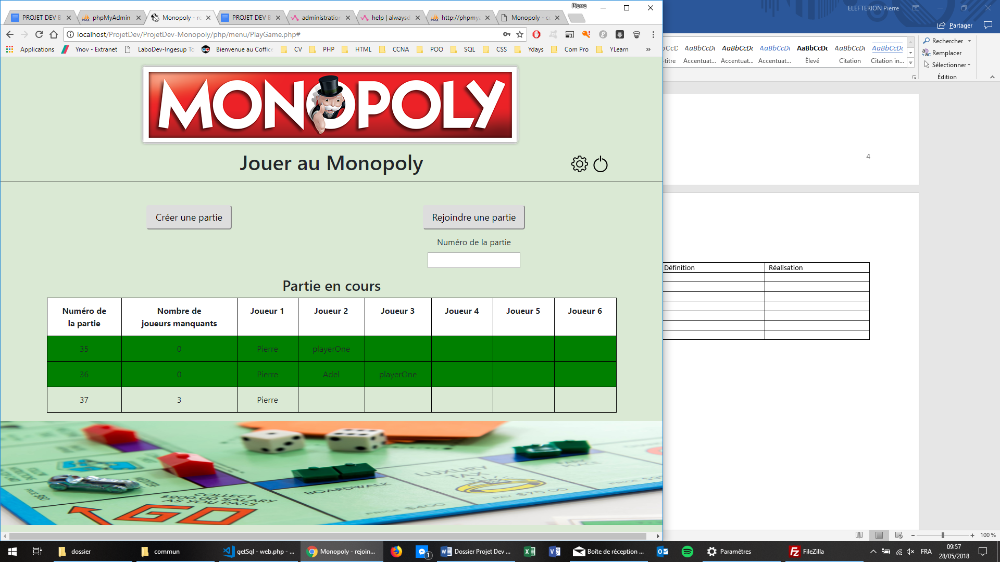 Pierre
PROJET DEV B
phpMyAdmin
Monopoly - re
PROJET DEV B
administration
help | alwaysd
http://phpmya
Monopoly - co
localhost/ProjetDev/ProjetDev-Monopoly/php/menu/PlayGame.php#
Applications
Ynov - Extranet
LaboDev-Ingesup To
Bienvenue au Coffic
CV
PHP
HTML
CCNA
POO
SQL
CSS
Ydays
Com Pro
YLearn
»
MONOPOLY
Jouer au Monopoly
Créer une partie
Rejoindre une partie
Numéro de la partie
Partie en cours
Numéro de la partie
Nombre de joueurs manquants
Joueur 1
Joueur 2
Joueur 3
Joueur 4
Joueur 5
Joueur 6
35 0 Pierre playerOne
36 0 Pierre Adel playerOne
37 3 Pierre
COLLECT
$200.00 SALARY
AS YOU PASS
GO
BOARDWALK
PRICE $400
LUXURY
TAX
PAY $75.00
PARK
PLACE
ELEFTERION Pierre
Partager
AaBbCcDc
AaBbCcDc
AaBbCcDc
AaBbCcDc
AaBbCcDc
AaBbCcDc
-titre
Accentuat...
Accentuat...
Accentuat...
Élevé
Citation
Citation in...
Rechercher
Remplacer
Sélectionner
Édition
4
Définition
Réalisation
100 %
dossier
commun
getSql - web.php - ...
Monopoly - rejoin...
1
Dossier Projet Dev ...
Boîte de réception ...
Paramètres
FileZilla
FRA
09:57
28/05/2018